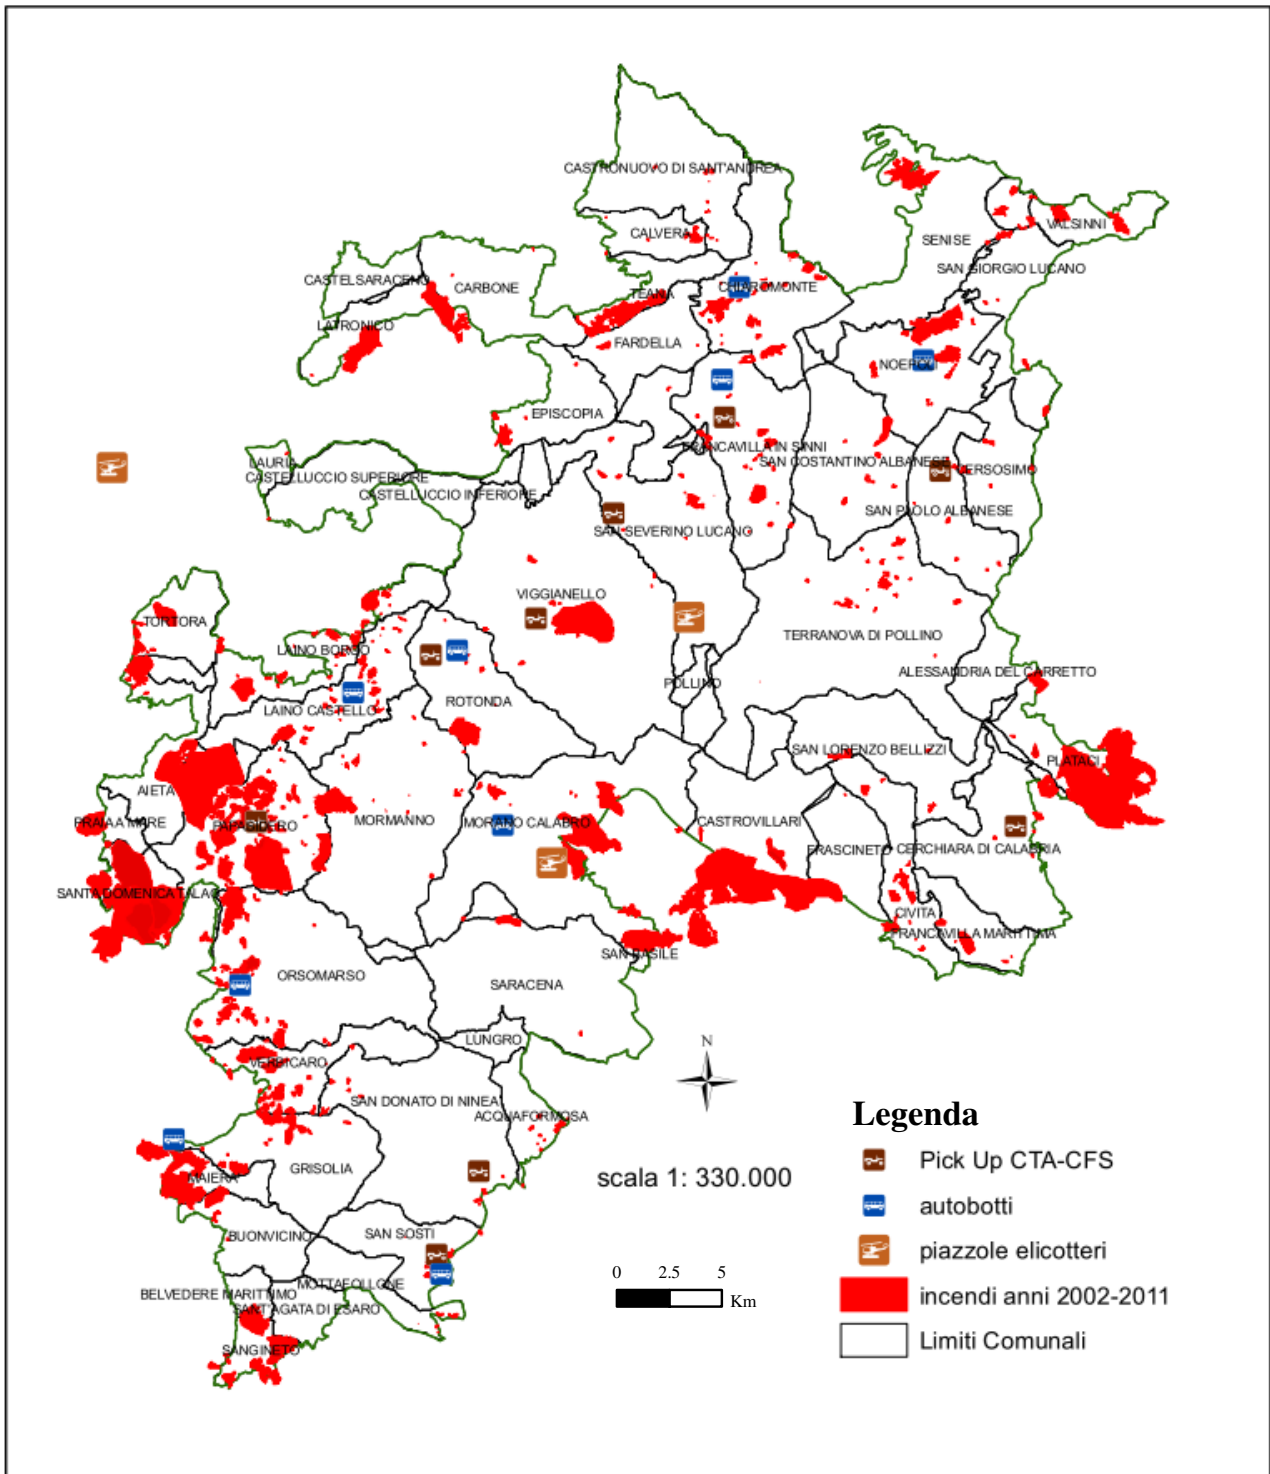 CASTRONUOVO DI SANT'ANDREA
CALVERA
VALSINNI
SENISE
SAN GIORGIO LUCANO
CASTELSARACENO
CARBONE
TEANA
CHIAROMONTE
LATRONICO
FARDELLA
NOEPOLI
EPISCOPIA
FRANCAVILLA IN SINNI
SAN COSTANTINO ALBANESE
CERSOSIMO
LAURIA
CASTELLUCCIO SUPERIORE
CASTELLUCCIO INFERIORE
SAN PAOLO ALBANESE
SAN SEVERINO LUCANO
VIGGIANELLO
TORTORA
TERRANOVA DI POLLINO
LAINO BORGO
ALESSANDRIA DEL CARRETTO
POLLINO
ROTONDA
LAINO CASTELLO
SAN LORENZO BELLIZZI
PLATACI
AIETA
PRAIA A MARE
PAPASIDERO
MORMANNO
MORANO CALABRO
CASTROVILLARI
FRASCINETO
CERCHIARA DI CALABRIA
SANTA DOMENICA TALAO
CIVITA
FRANCAVILLA MARITTIMA
SAN BASILE
ORSOMARSO
SARACENA
LUNGRO
VERBICARO
SAN DONATO DI NINEA
ACQUAFORMOSA
GRISOLIA
MAIERA
BUONVICINO
SAN SOSTI
MOTTAFOLLONE
BELVEDERE MARITTIMO
SANT'AGATA DI ESARO
SANGINETO
N
scala 1: 330.000
0 2.5 5
Km
Legenda
Pick Up CTA-CFS
autobotti
piazzole elicotteri
incendi anni 2002-2011
Limiti Comunali